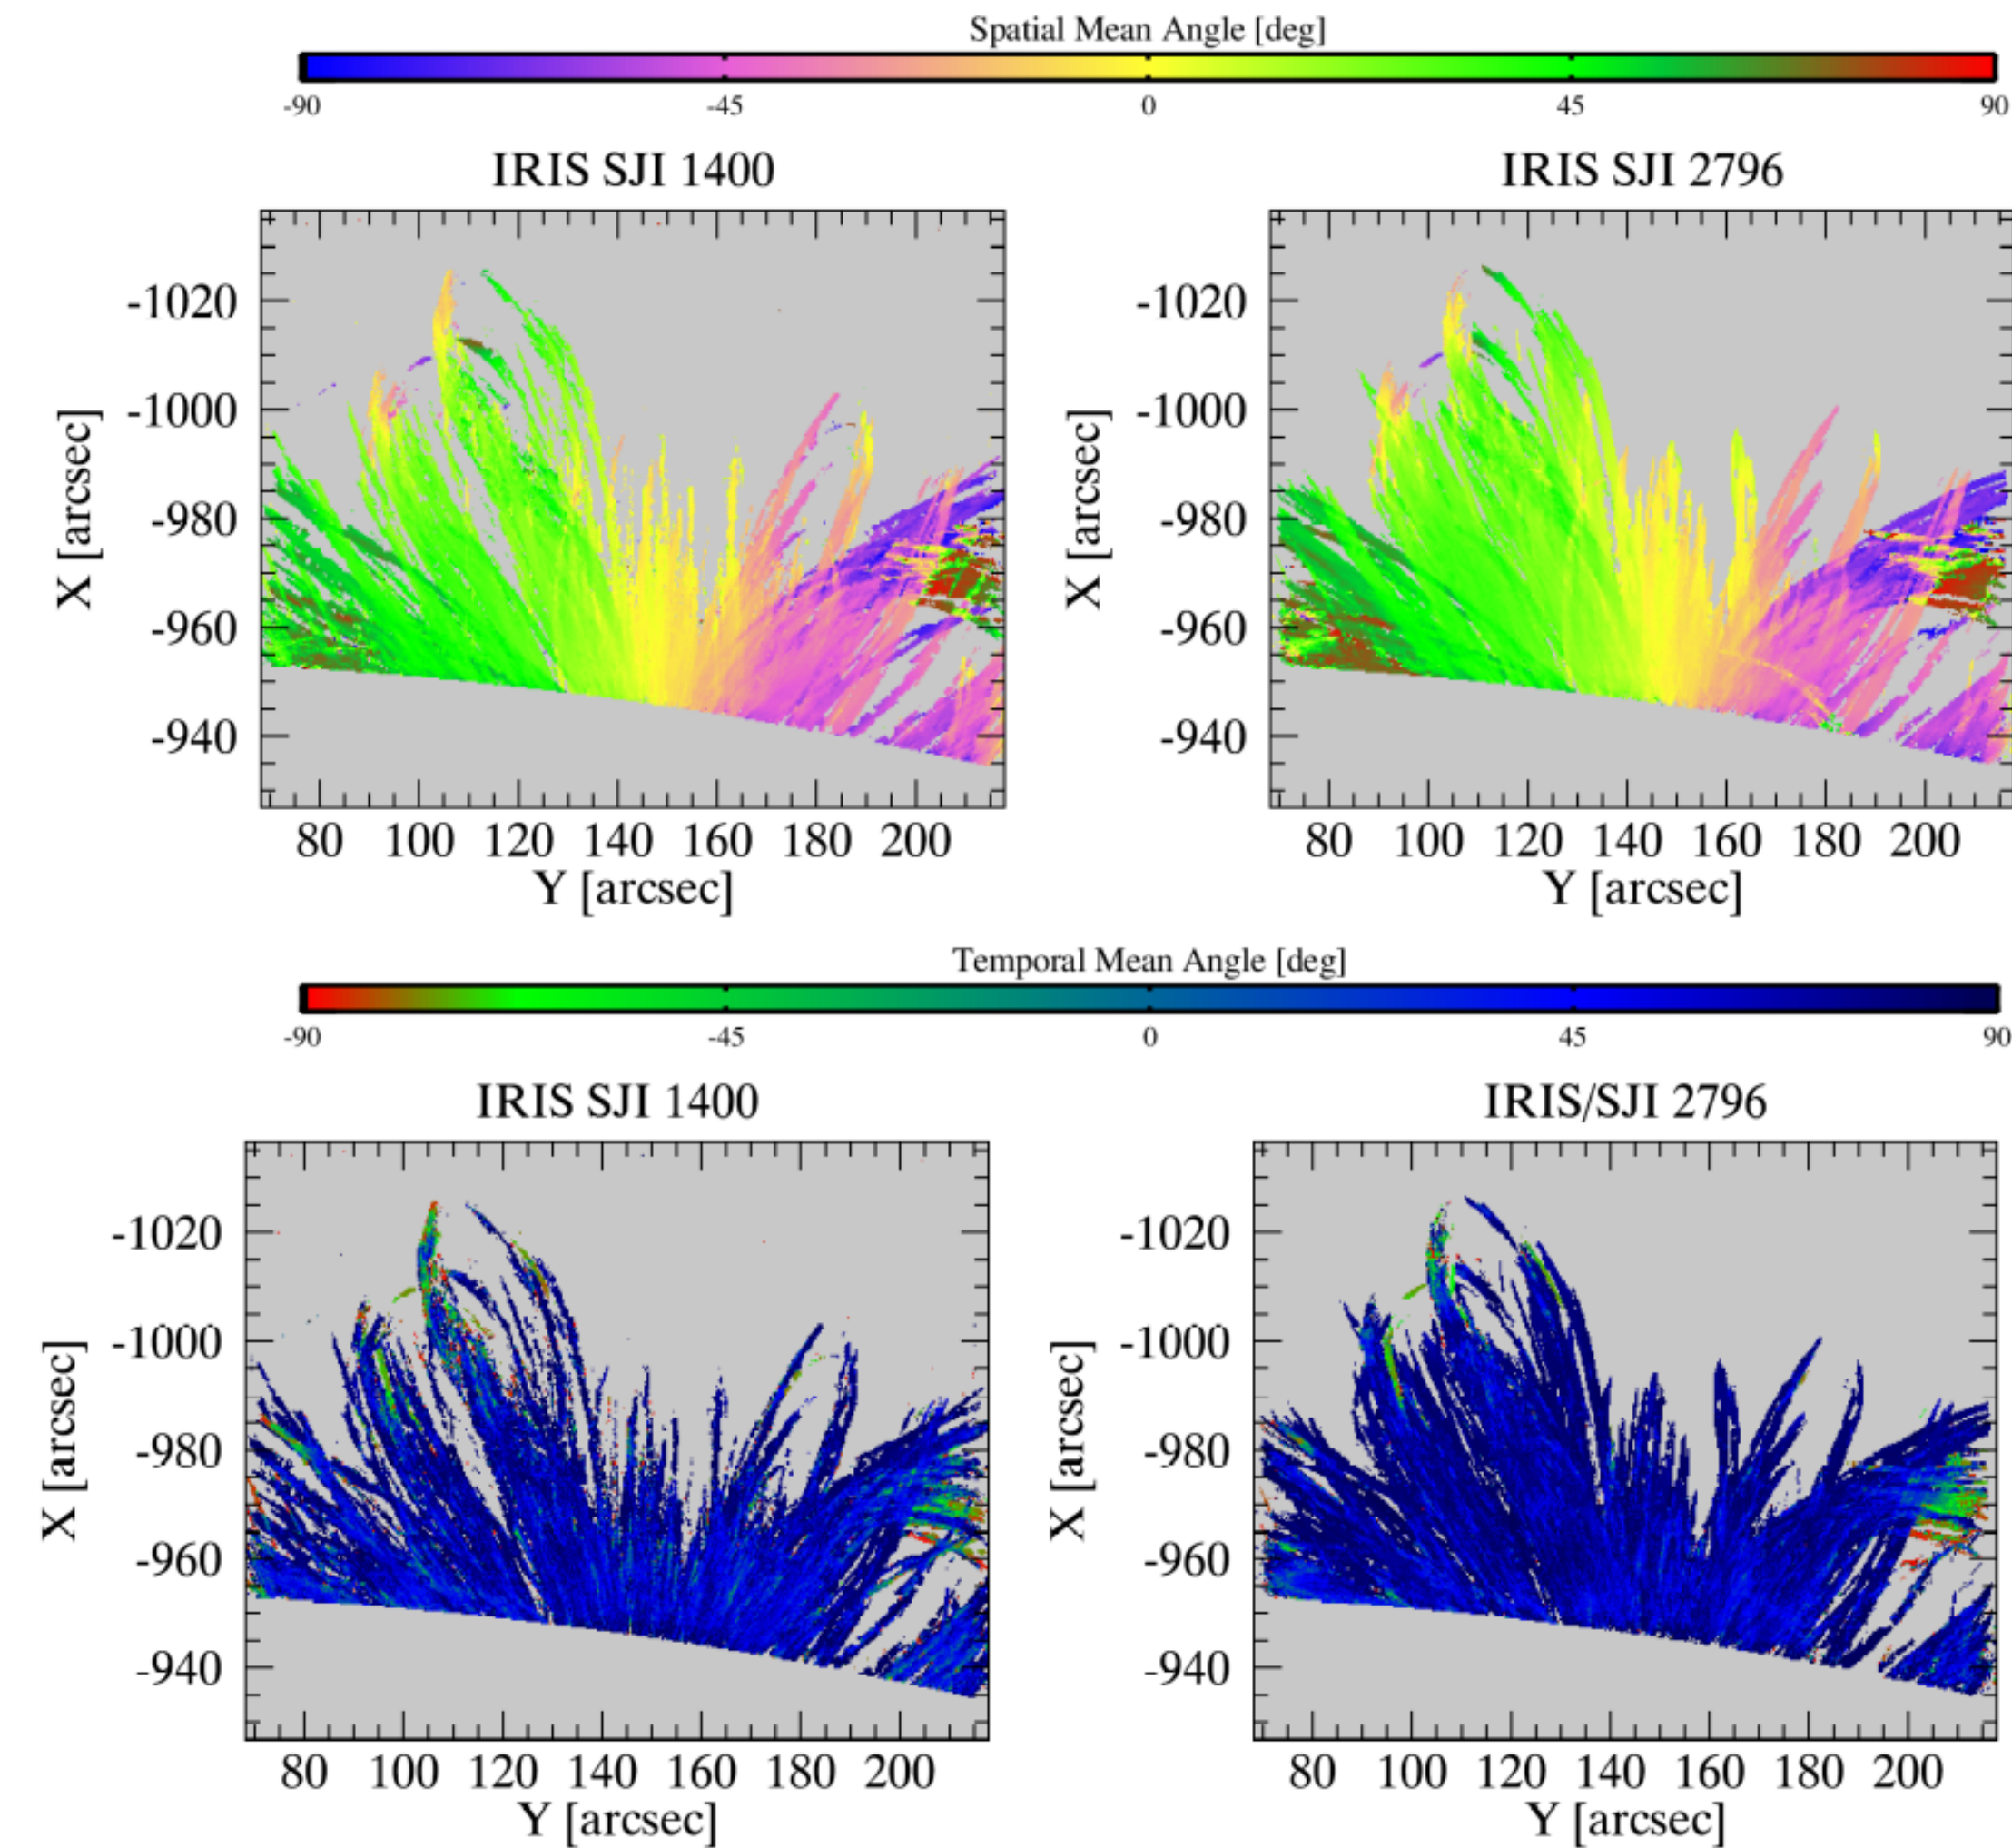 Spatial Mean Angle [deg]
-90 -45 0 45 90
IRIS SJI 1400 IRIS SJI 2796
-1020 -1020
-1000 -1000
-980 -980
-960 -960
-940 -940
X [arcsec] X [arcsec]
80 100 120 140 160 180 200 80 100 120 140 160 180 200
Y [arcsec] Y [arcsec]
Temporal Mean Angle [deg]
-90 -45 0 45 90
IRIS SJI 1400 IRIS/SJI 2796
-1020 -1020
-1000 -1000
-980 -980
-960 -960
-940 -940
X [arcsec] X [arcsec]
80 100 120 140 160 180 200 80 100 120 140 160 180 200
Y [arcsec] Y [arcsec]